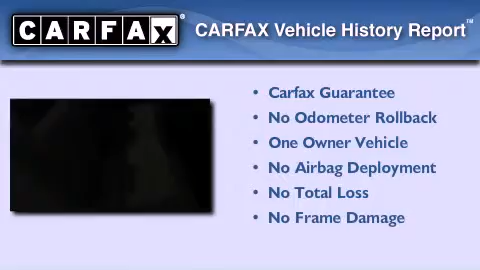 CARFAX® CARFAX Vehicle History Report™
• Carfax Guarantee
• No Odometer Rollback
• One Owner Vehicle
• No Airbag Deployment
• No Total Loss
• No Frame Damage